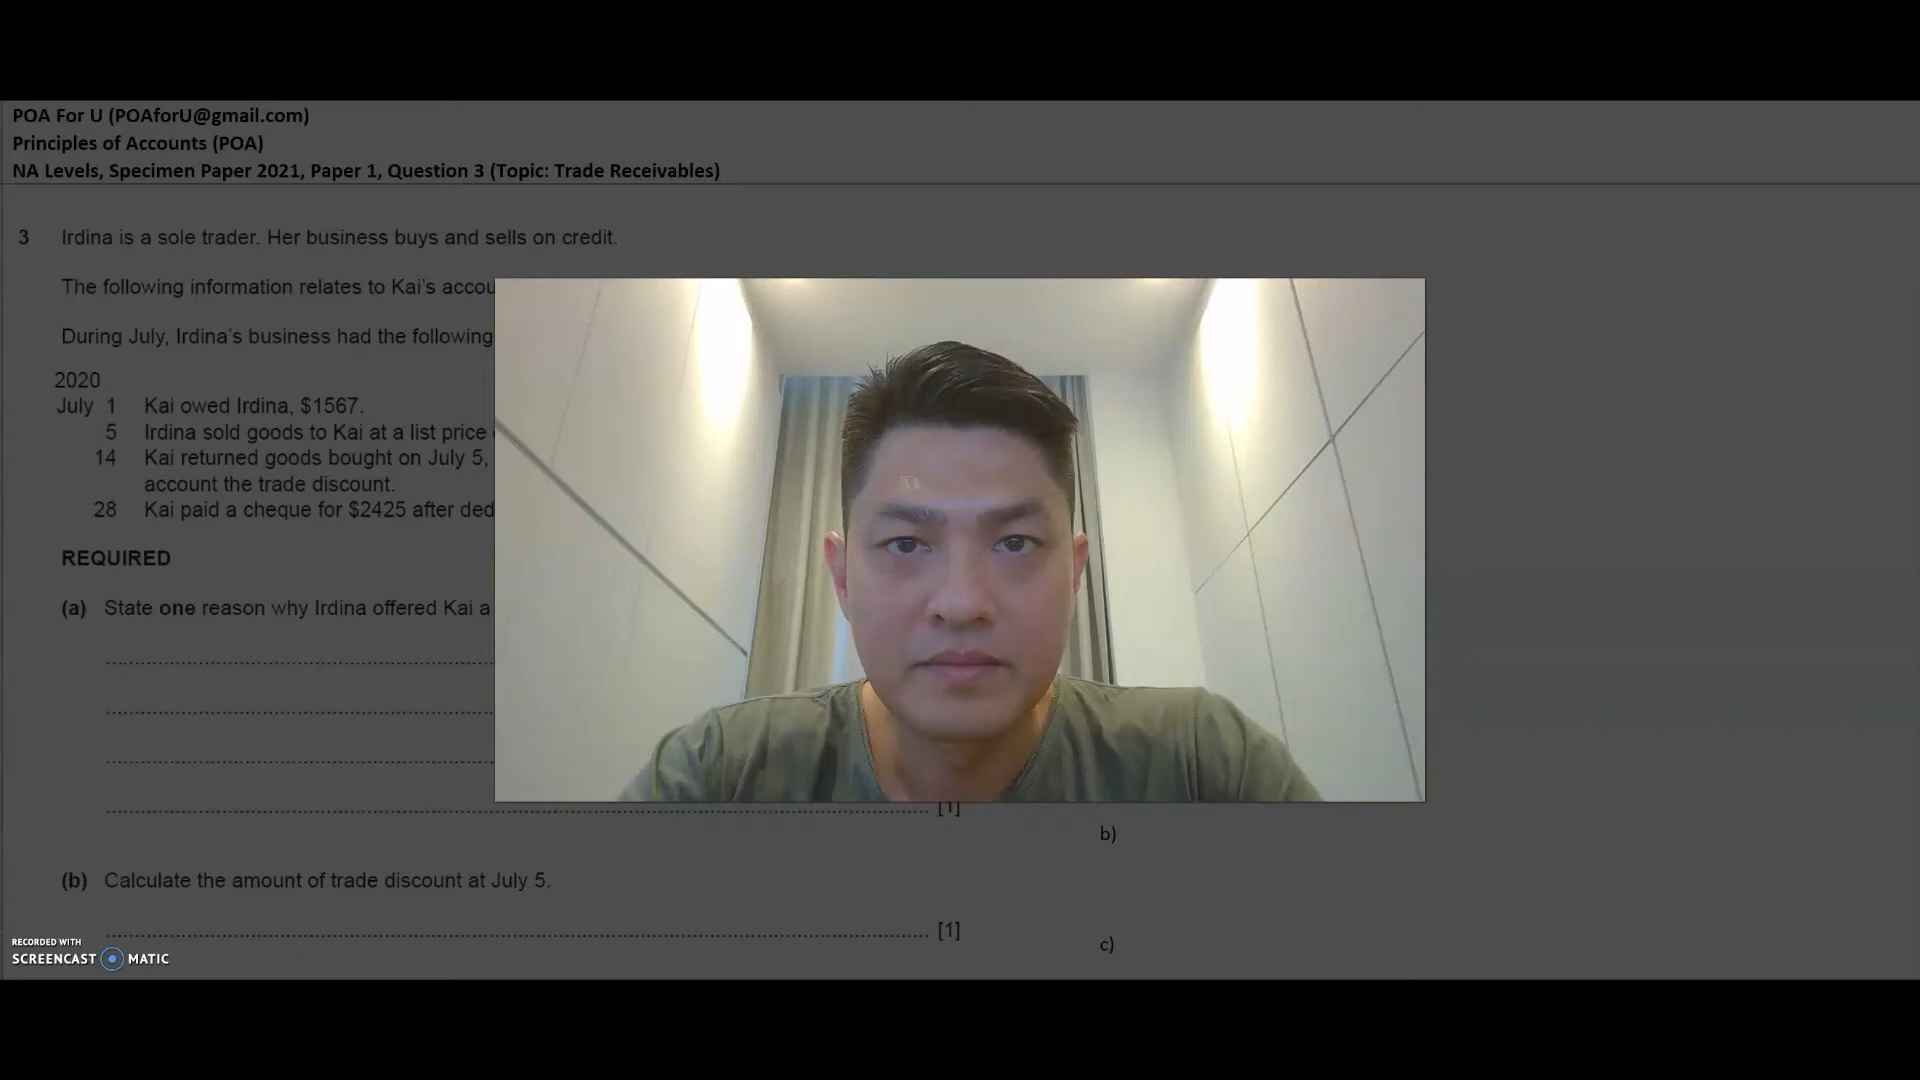 POA For U (POAforU@gmail.com)
Principles of Accounts (POA)
NA Levels, Specimen Paper 2021, Paper 1, Question 3 (Topic: Trade Receivables)
3 Irdina is a sole trader. Her business buys and sells on credit.
The following information relates to Kai's
During July, Irdina's business had the following
2020
July 1 Kai owed Irdina, $1567.
5 Irdina sold goods to Kai at a list price
14 Kai returned goods bought on July 5,
account the trade discount.
28 Kai paid a cheque for $2425 after
REQUIRED
(a) State one reason why Irdina offered Kai a
[1]
b)
(b) Calculate the amount of trade discount at July 5.
[1]
c)
RECORDED WITH
SCREENCAST MATIC